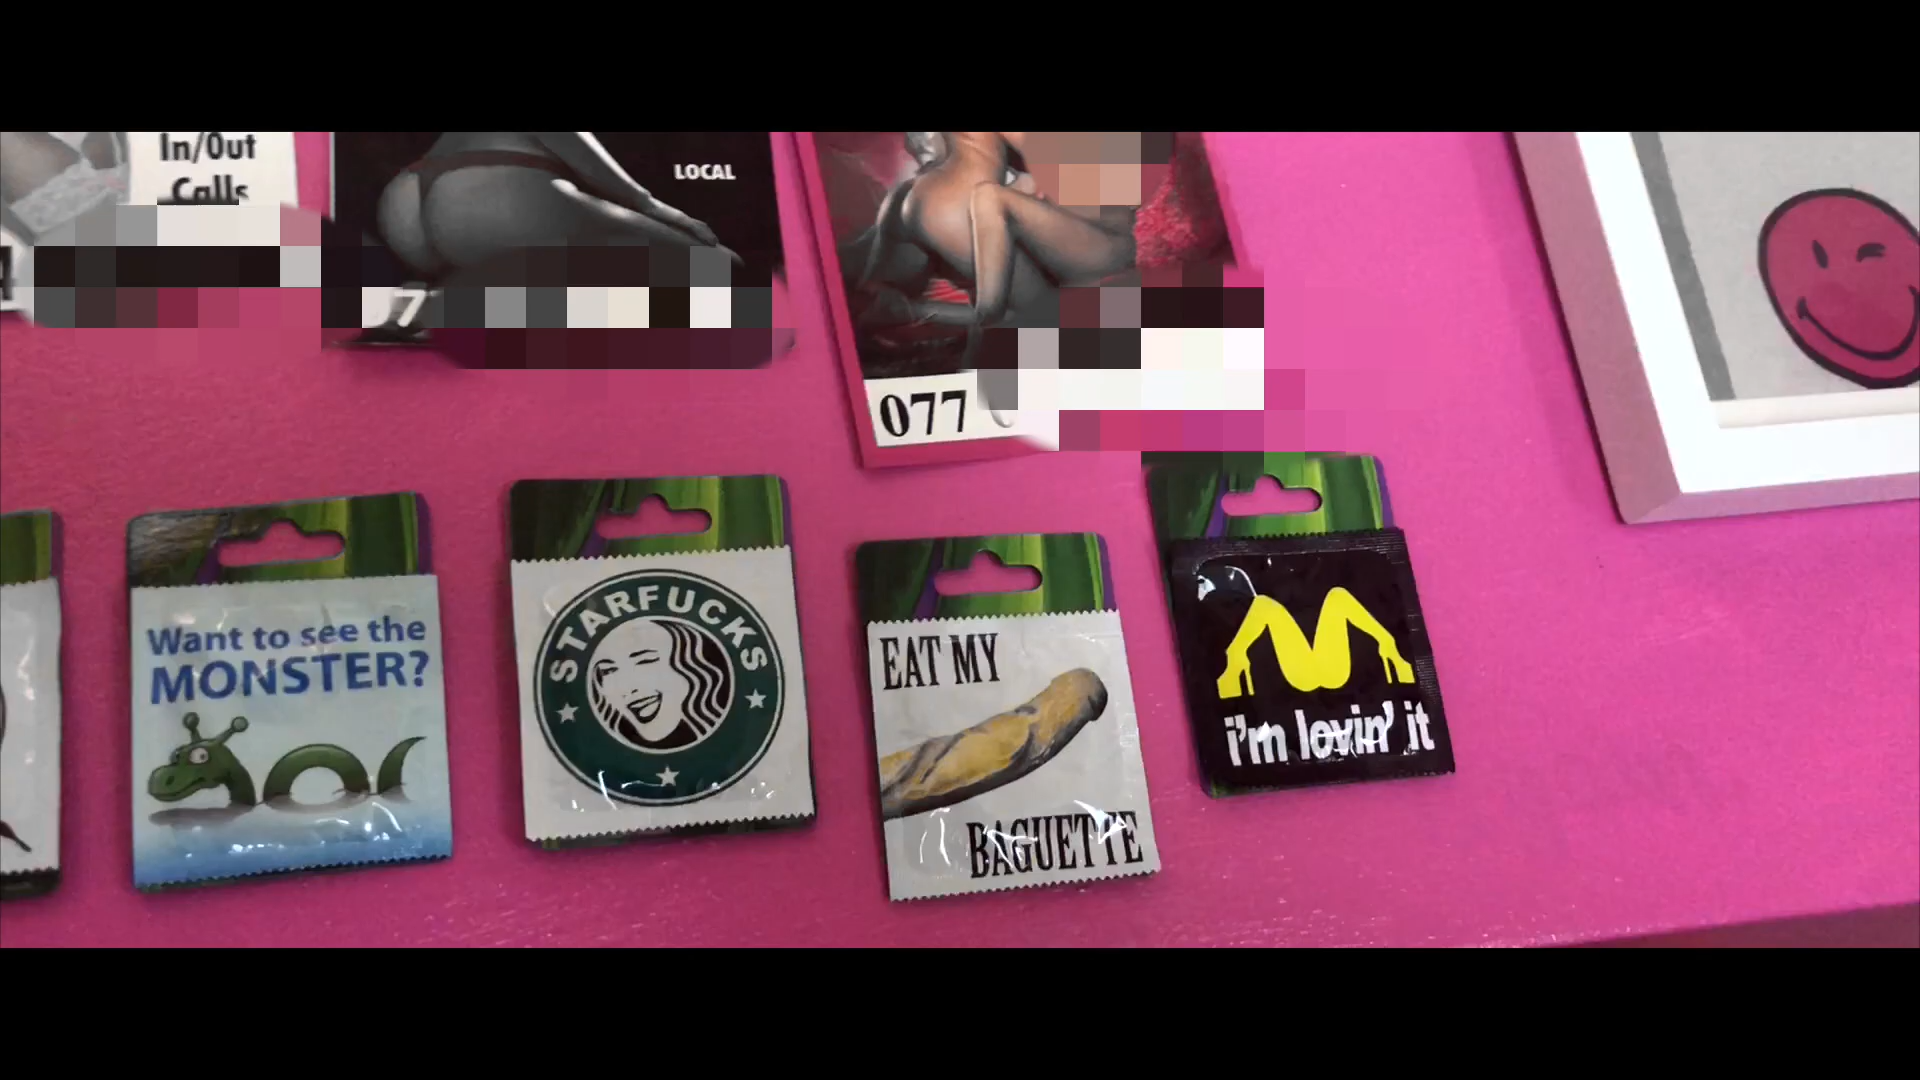 In/Out
Calls
LOCAL
077
Want to see the
MONSTER?
STARFUCKS
EAT MY
BAGUETTE
i'm lovin' it